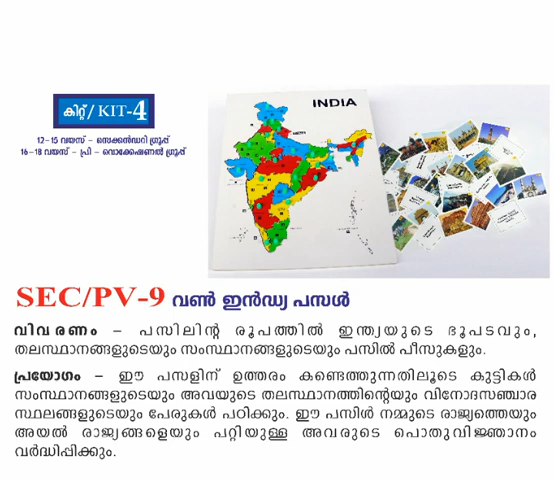 കിറ്റ്/ KIT-4
12-15 വയസ് - സെക്കൻഡറി ഗ്രൂപ്പ്
16-18 വയസ് - പ്രീ - വൊക്കേഷണൽ ഗ്രൂപ്പ്
INDIA
SEC/PV-9 വൺ ഇൻഡ്യ പസൾ
വിവരണം – പസിലിന്റ രൂപത്തിൽ ഇന്ത്യയുടെ ഭൂപടവും,
തലസ്ഥാനങ്ങളുടെയും സംസ്ഥാനങ്ങളുടെയും പസിൽ പീസുകളും.
പ്രയോഗം – ഈ പസളിന് ഉത്തരം കണ്ടെത്തുന്നതിലൂടെ കുട്ടികൾ
സംസ്ഥാനങ്ങളുടെയും അവയുടെ തലസ്ഥാനത്തിന്റെയും വിനോദസഞ്ചാര
സ്ഥലങ്ങളുടെയും പേരുകൾ പഠിക്കും. ഈ പസിൾ നമ്മുടെ രാജ്യത്തെയും
അയൽ രാജ്യങ്ങളെയും പറ്റിയുള്ള അവരുടെ പൊതുവിജ്ഞാനം
വർദ്ധിപ്പിക്കും.